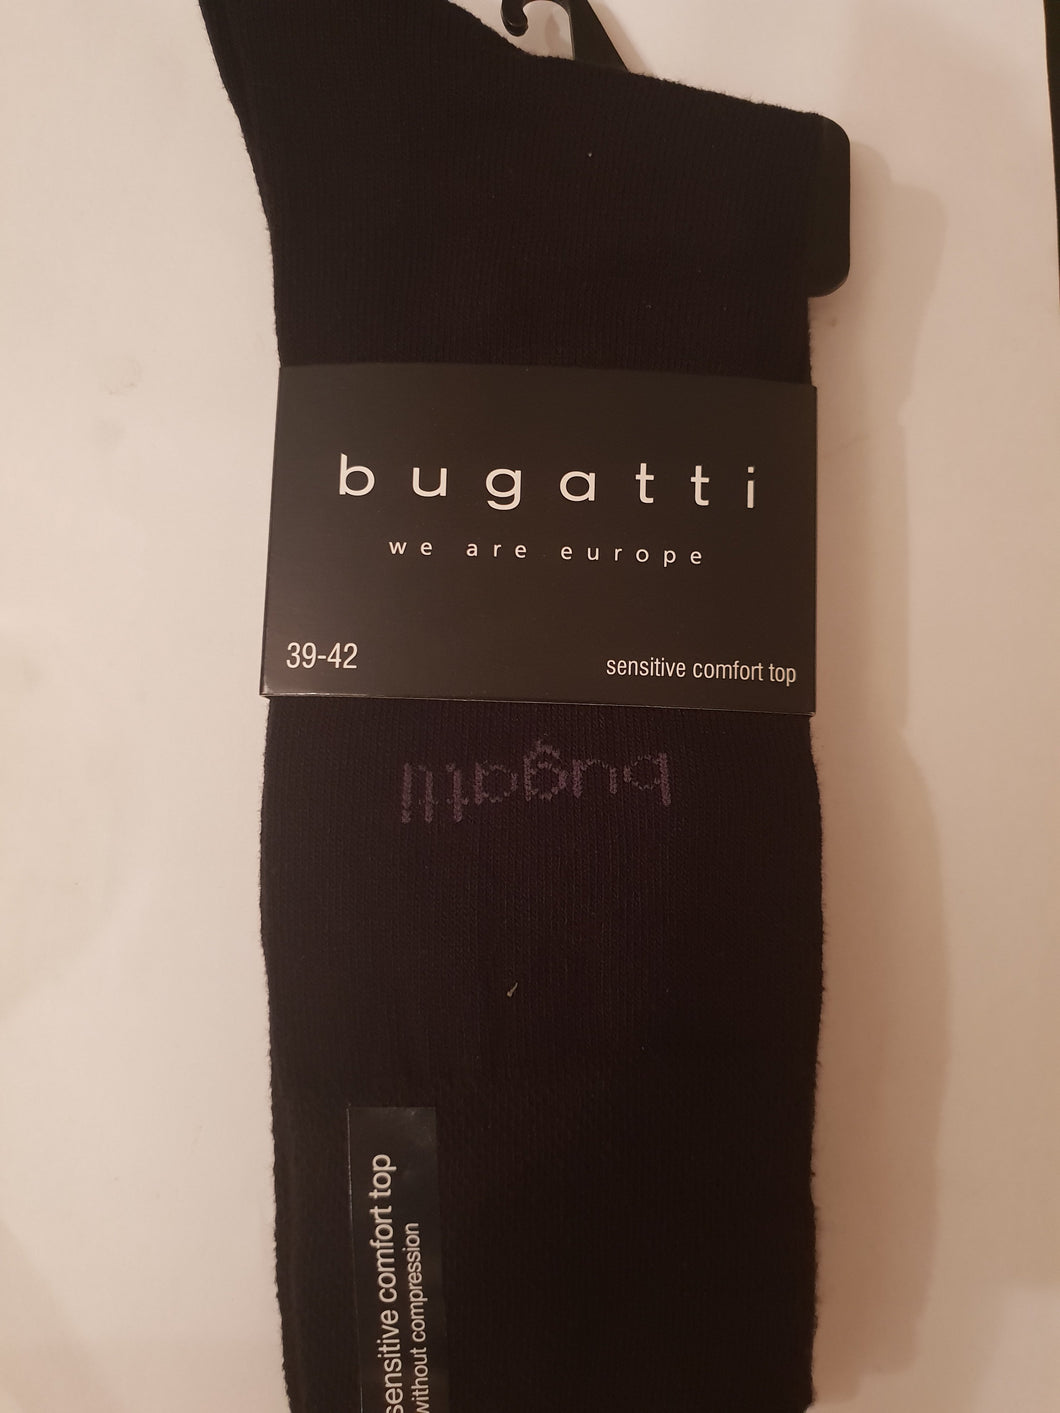 bugatti
we are europe
39-42
sensitive comfort top
bugatti
sensitive comfort top
without compression